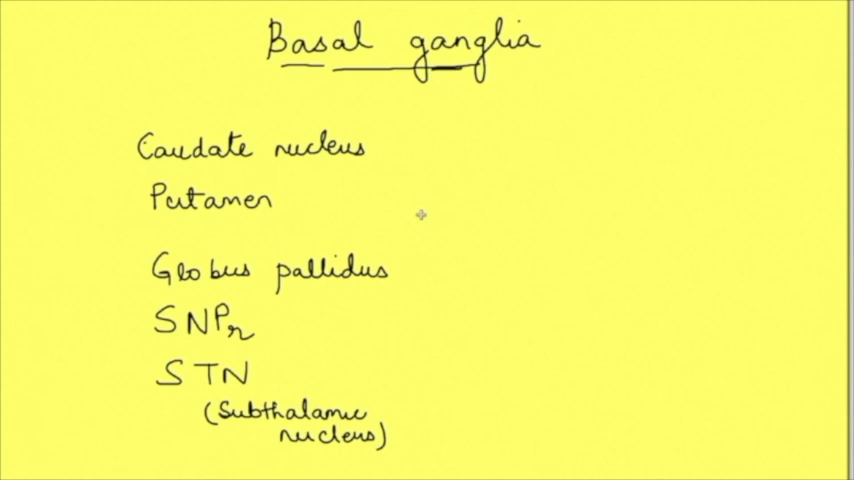 Basal ganglia
Caudate nucleus
Putamen
Globus pallidus
SNPr
STN
(Subthalamic
nucleus)